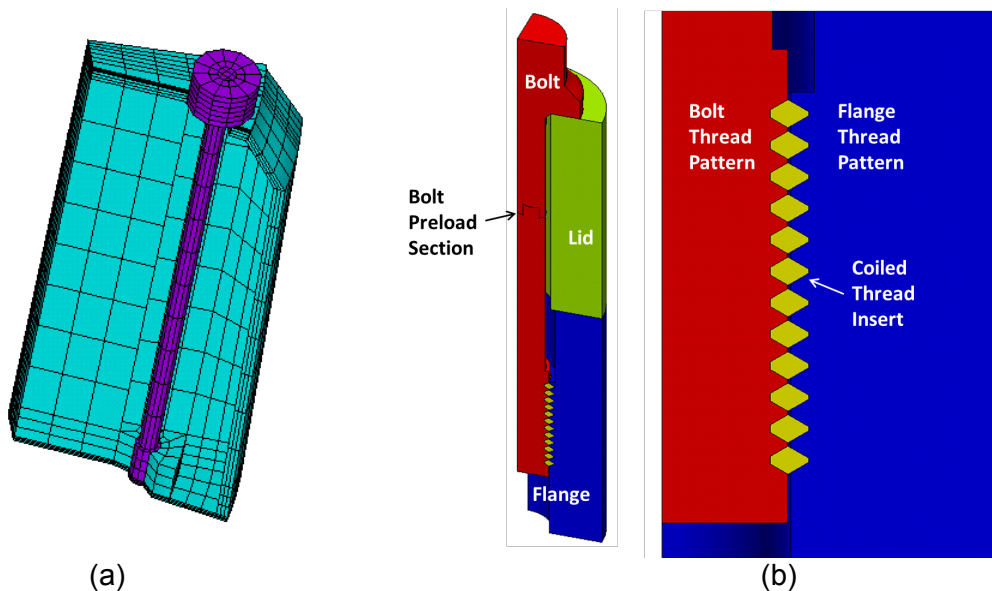 Bolt
Bolt
Preload
Section
Lid
Flange
Bolt
Thread
Pattern
Flange
Thread
Pattern
Coiled
Thread
Insert
(a)
(b)